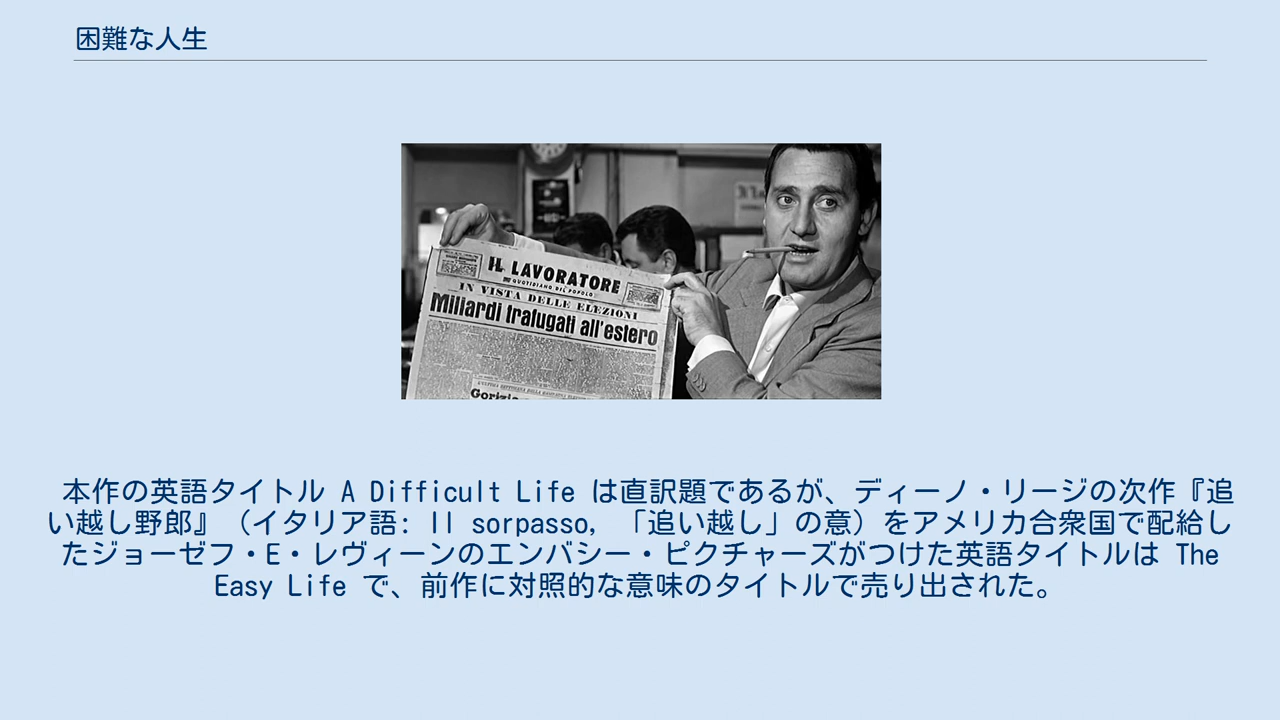 困難な人生
IL LAVORATORE
QUOTIDIANO DEL POPOLO
IN VISTA DELLE ELEZIONI
Miliardi trafugati all'estero
本作の英語タイトル A Difficult Life は直訳題であるが、ディーノ・リージの次作『追
い越し野郎』（イタリア語: Il sorpasso, 「追い越し」の意）をアメリカ合衆国で配給し
たジョーゼフ・E・レヴィーンのエンバシー・ピクチャーズがつけた英語タイトルは The
Easy Life で、前作に対照的な意味のタイトルで売り出された。